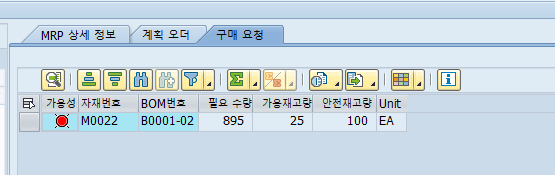 MRP 상세 정보 계획 오더 구매 요청
가용성 자재번호 BOM번호 필요 수량 가용재고량 안전재고량 Unit
M0022 B0001-02 895 25 100 EA